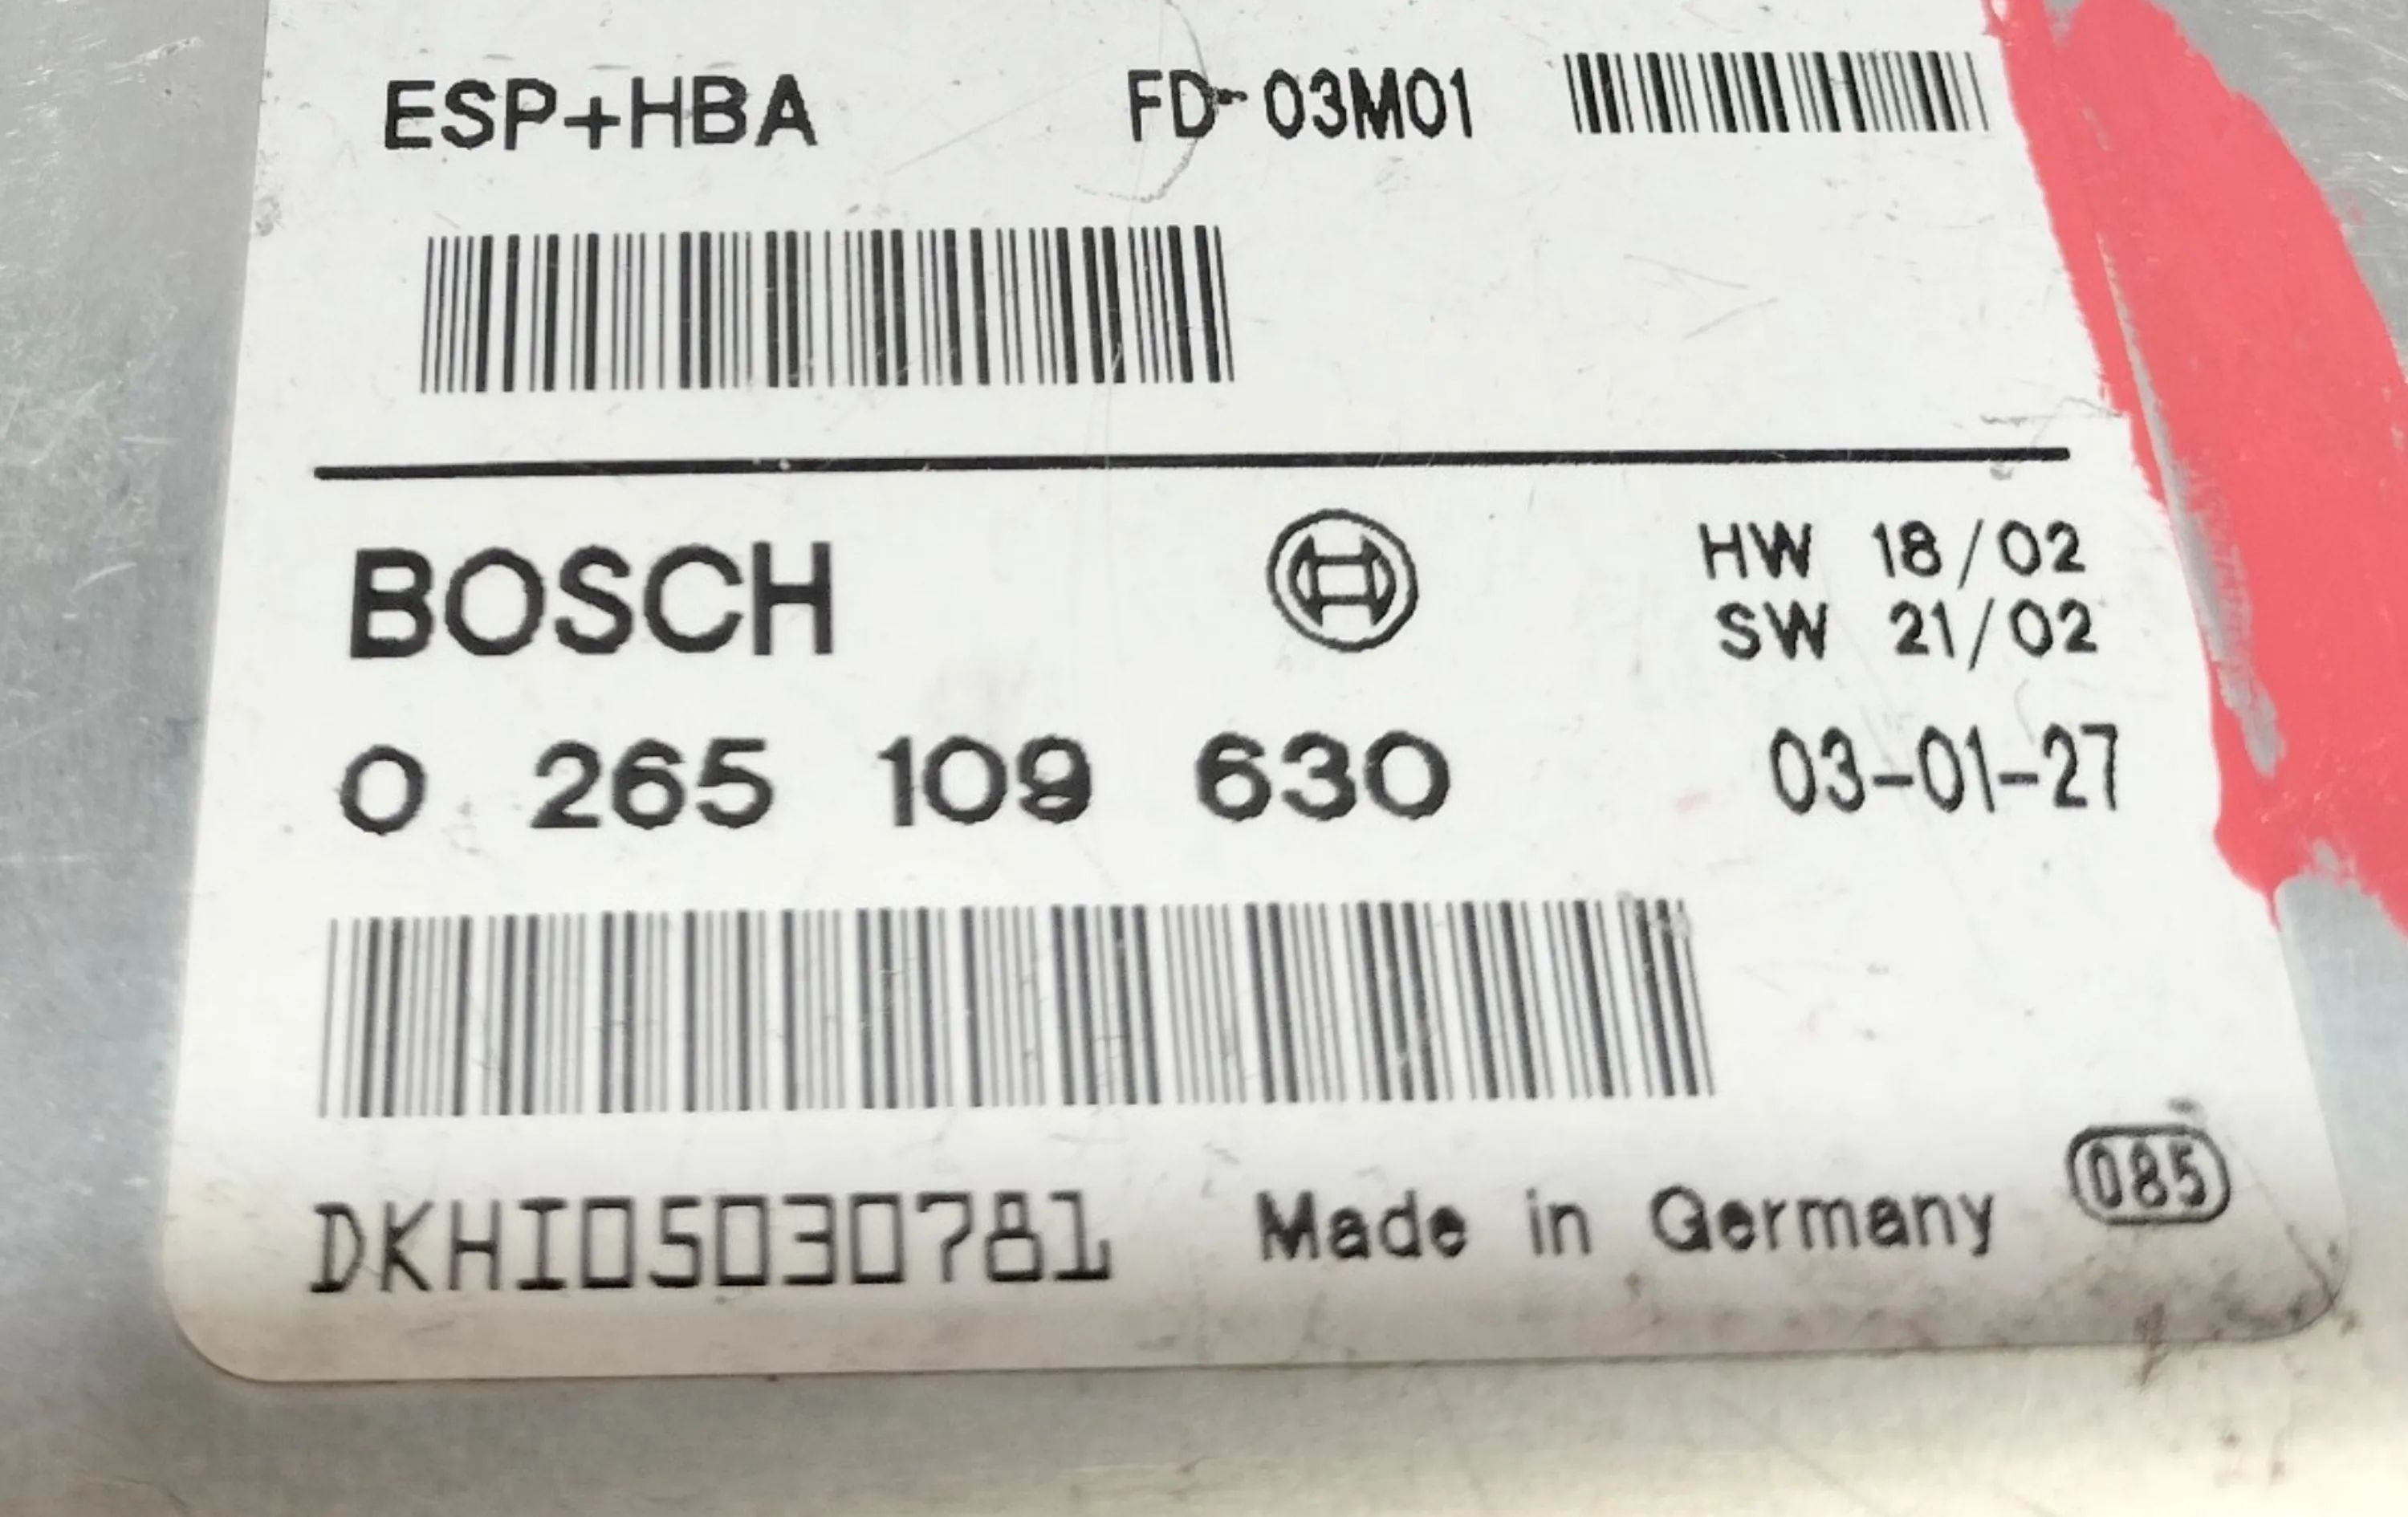 ESP+HBA FD-03M01
BOSCH HW 18/02
SW 21/02
0 265 109 630 03-01-27
DKHI05030781 Made in Germany 085